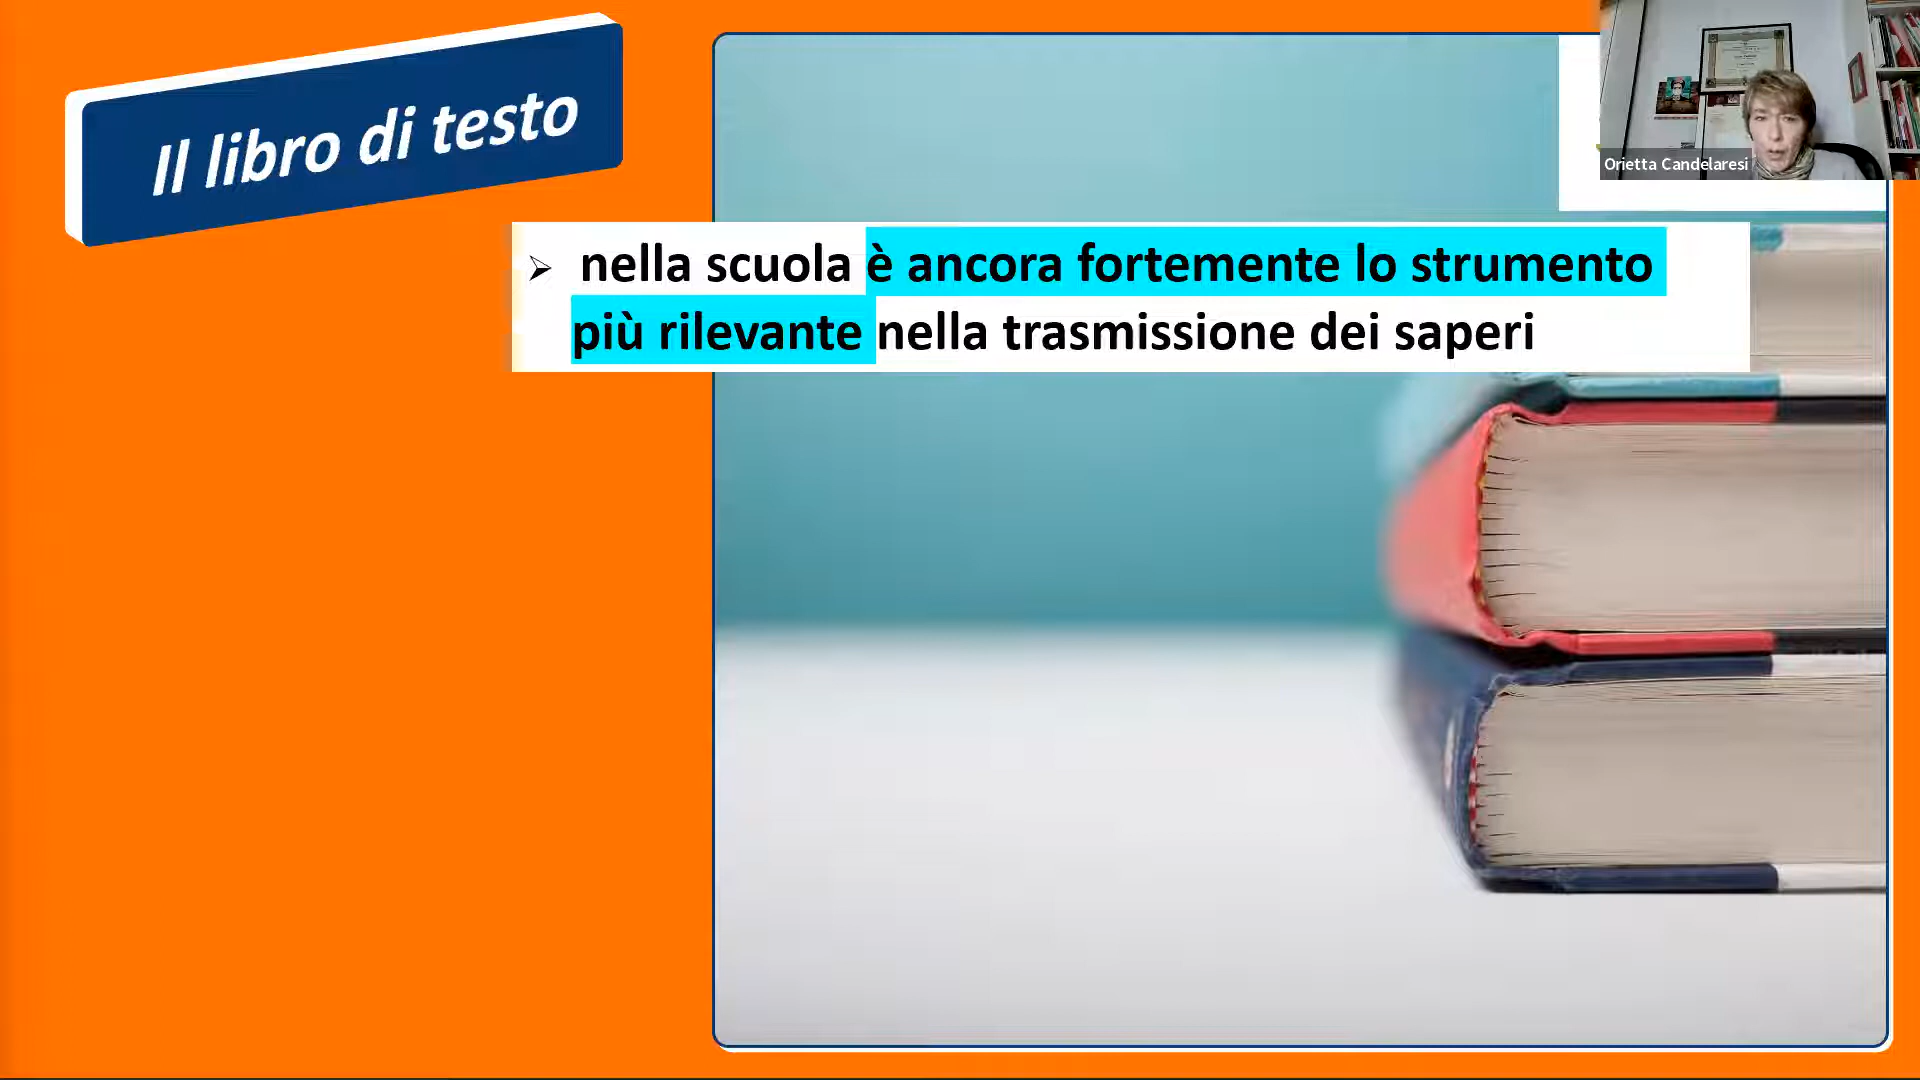 Il libro di testo
Orietta Candelaresi
➢ nella scuola è ancora fortemente lo strumento
più rilevante nella trasmissione dei saperi